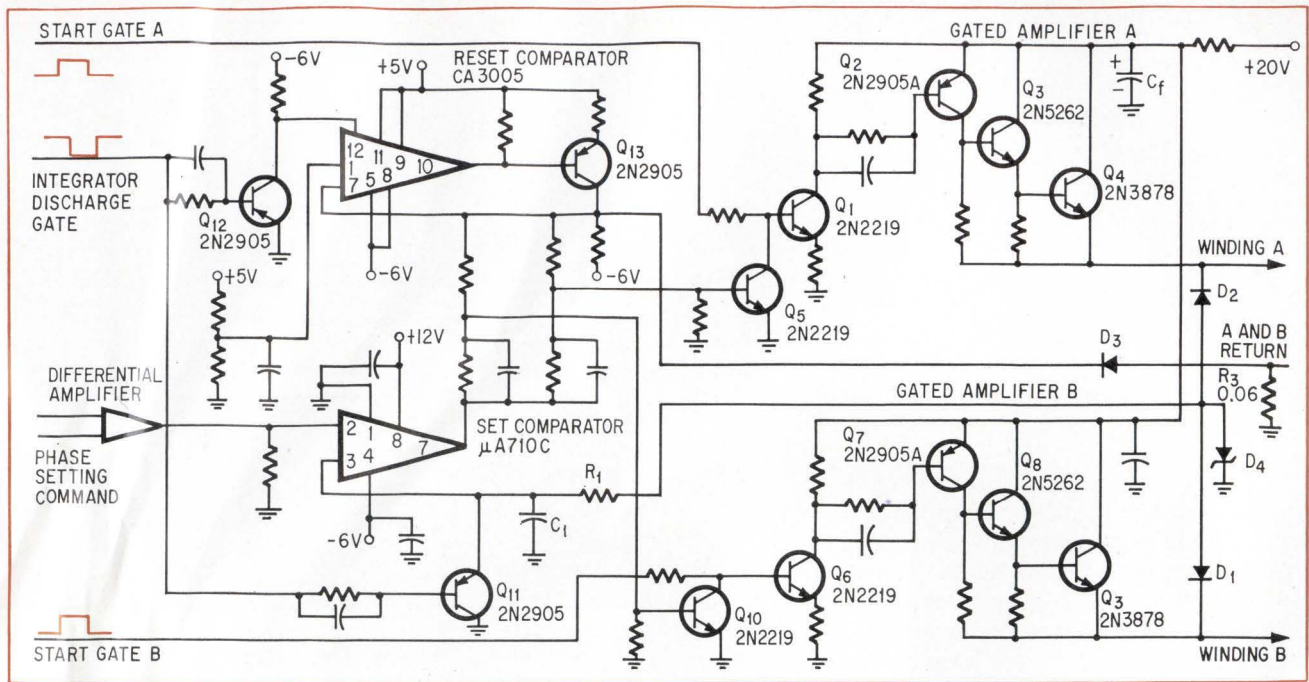 START GATE A
GATED AMPLIFIER A
-6V
RESET COMPARATOR
CA3005
+5V
Q2
2N2905A
Q3
2N5262
+
-
Cf
+20V
12
11
9
10
1
7
5
8
Q13
2N2905
Q4
2N3878
INTEGRATOR
DISCHARGE
GATE
Q12
2N2905
Q1
2N2219
-6V
-6V
WINDING A
+5V
Q5
2N2219
D2
+12V
D3
A AND B
RETURN
DIFFERENTIAL
AMPLIFIER
GATED AMPLIFIER B
R3
0.06
2
1
8
7
4
3
SET COMPARATOR
μA710C
Q7
2N2905A
D4
PHASE
SETTING
COMMAND
R1
Q8
2N5262
-6V
C1
D1
Q11
2N2905
Q6
2N2219
Q3
2N3878
Q10
2N2219
START GATE B
WINDING B